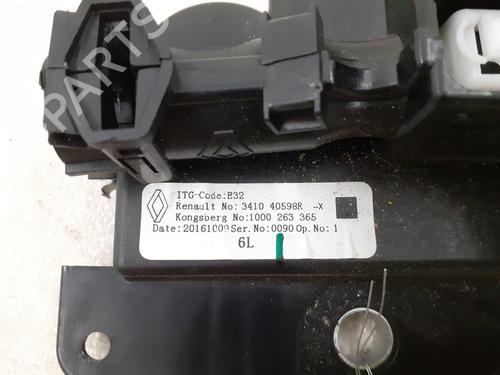 B-PARTS
ITG-Code:E32
Renault No: 3410 40598R --X
Kongsberg No:1000 263 365
Date:20161009 Ser.No:0090 Op.No: 1
6L